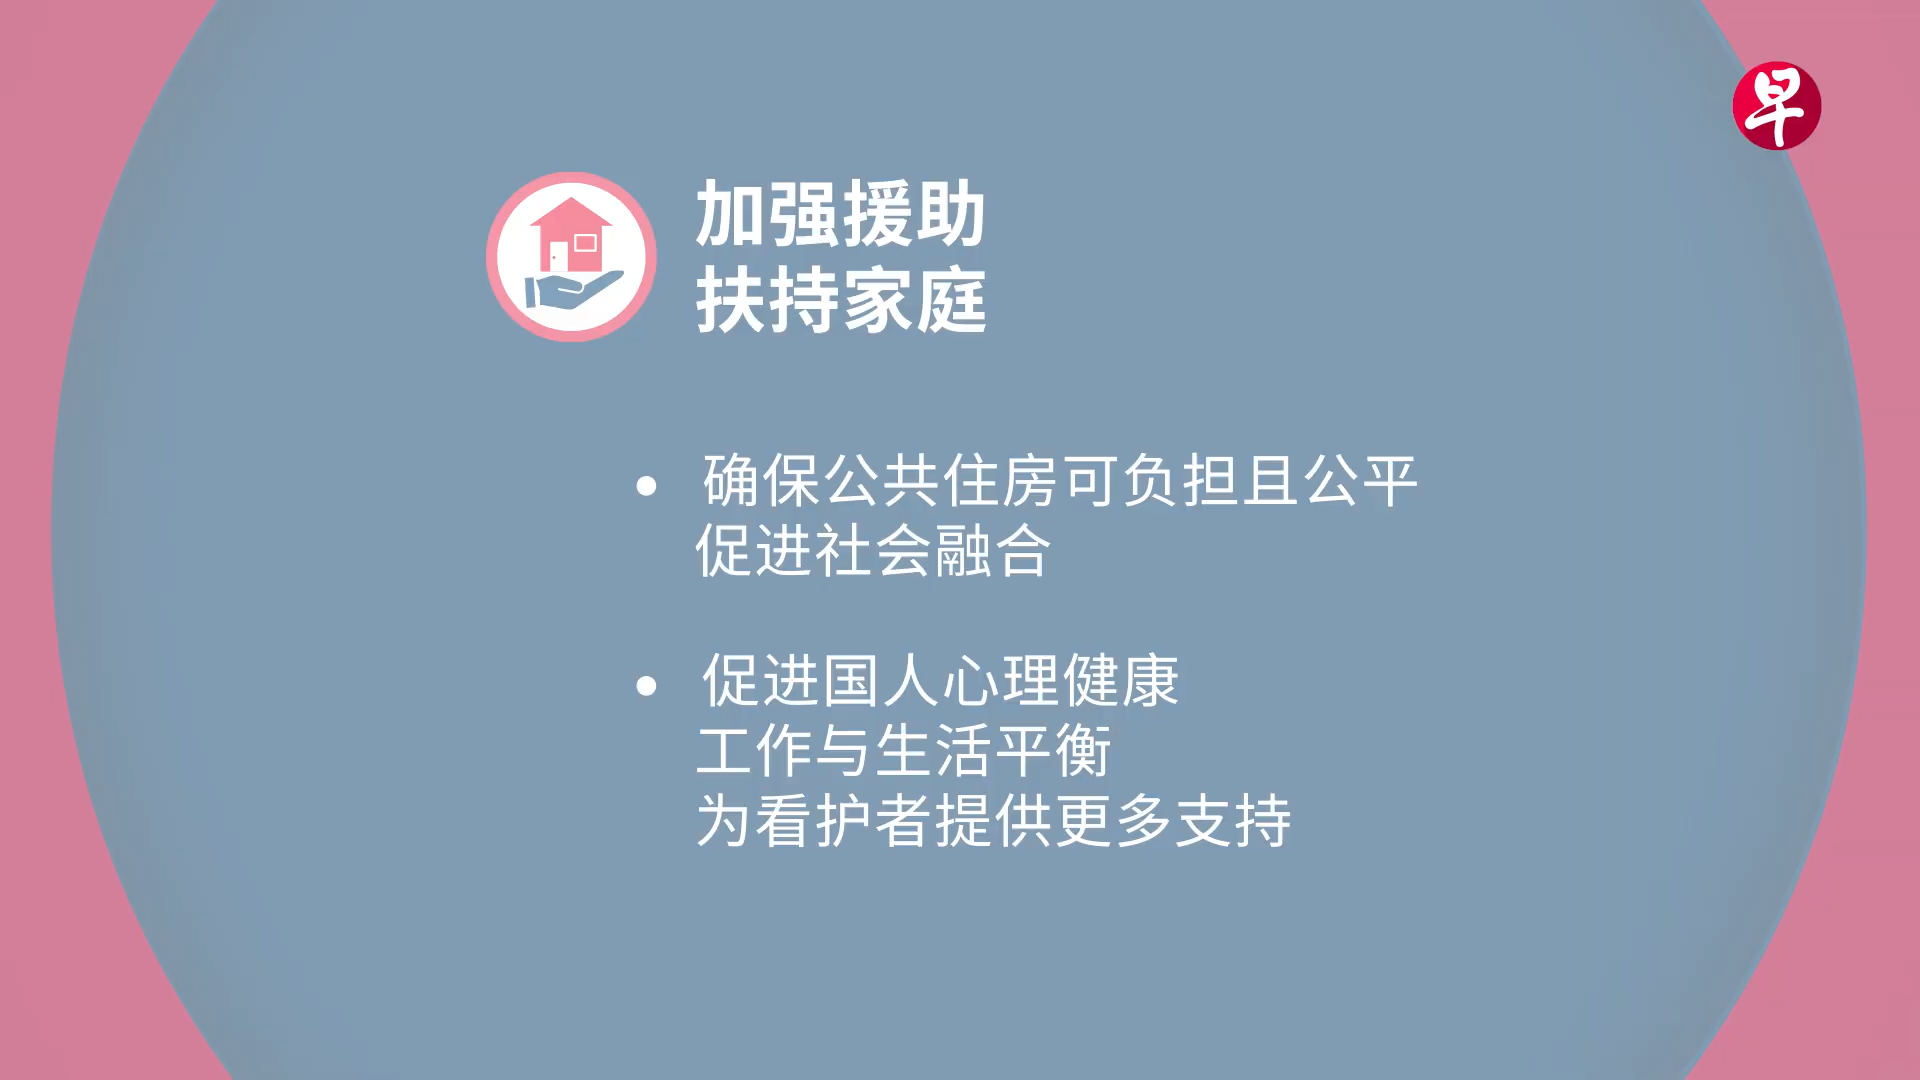 早
加强援助
扶持家庭
• 确保公共住房可负担且公平
促进社会融合
• 促进国人心理健康
工作与生活平衡
为看护者提供更多支持